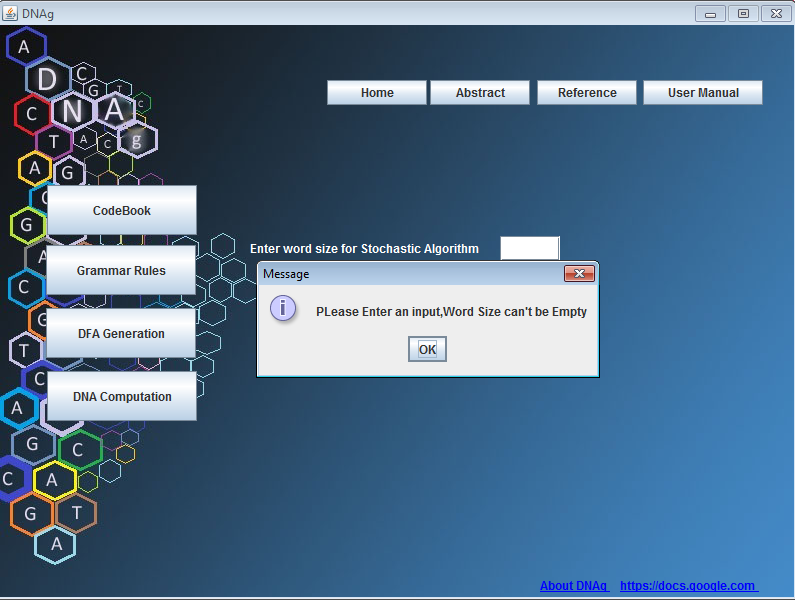 DNAg
A
D
C
G
T
C
C
N
A
T
A
C
g
A
G
C
G
A
C
G
T
C
A
G
C
C
A
G
T
A
Home
Abstract
Reference
User Manual
CodeBook
Grammar Rules
DFA Generation
DNA Computation
Enter word size for Stochastic Algorithm
Message
PLease Enter an input,Word Size can't be Empty
OK
About DNAg
https://docs.google.com